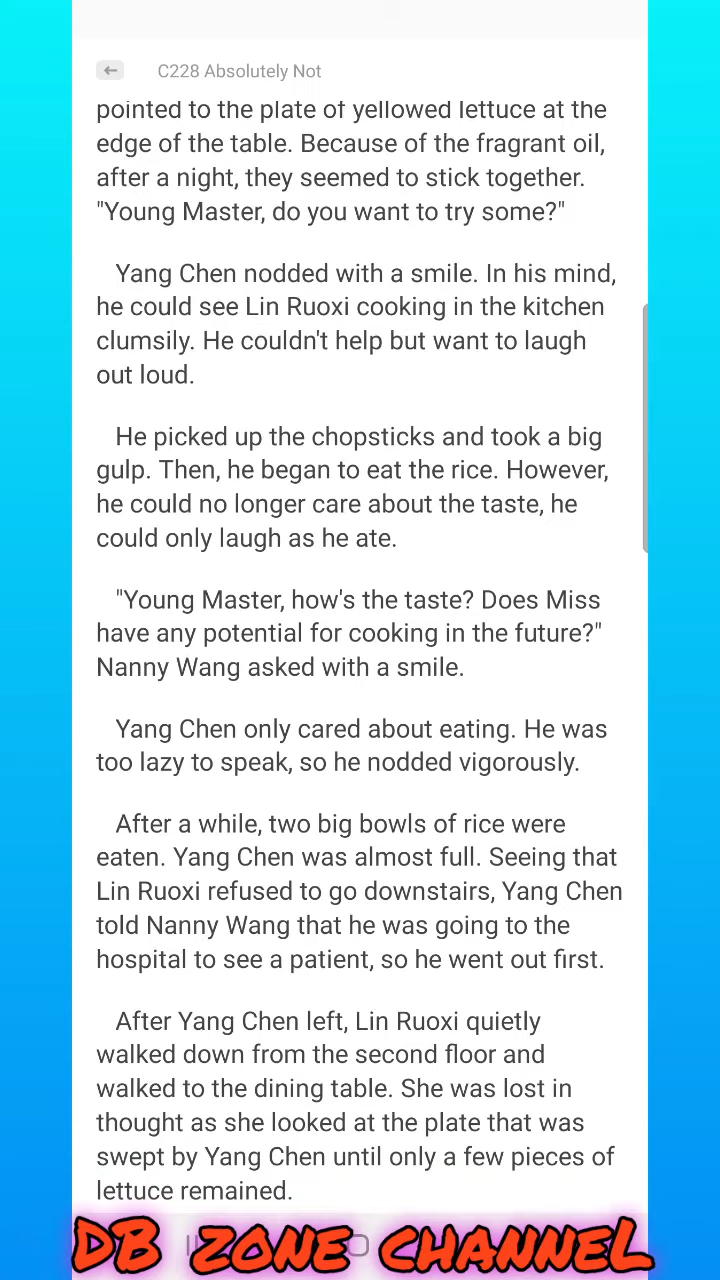 C228 Absolutely Not
pointed to the plate of yellowed lettuce at the
edge of the table. Because of the fragrant oil,
after a night, they seemed to stick together.
"Young Master, do you want to try some?"
Yang Chen nodded with a smile. In his mind,
he could see Lin Ruoxi cooking in the kitchen
clumsily. He couldn't help but want to laugh
out loud.
He picked up the chopsticks and took a big
gulp. Then, he began to eat the rice. However,
he could no longer care about the taste, he
could only laugh as he ate.
"Young Master, how's the taste? Does Miss
have any potential for cooking in the future?"
Nanny Wang asked with a smile.
Yang Chen only cared about eating. He was
too lazy to speak, so he nodded vigorously.
After a while, two big bowls of rice were
eaten. Yang Chen was almost full. Seeing that
Lin Ruoxi refused to go downstairs, Yang Chen
told Nanny Wang that he was going to the
hospital to see a patient, so he went out first.
After Yang Chen left, Lin Ruoxi quietly
walked down from the second floor and
walked to the dining table. She was lost in
thought as she looked at the plate that was
swept by Yang Chen until only a few pieces of
lettuce remained.
DB ZONE CHANNEL